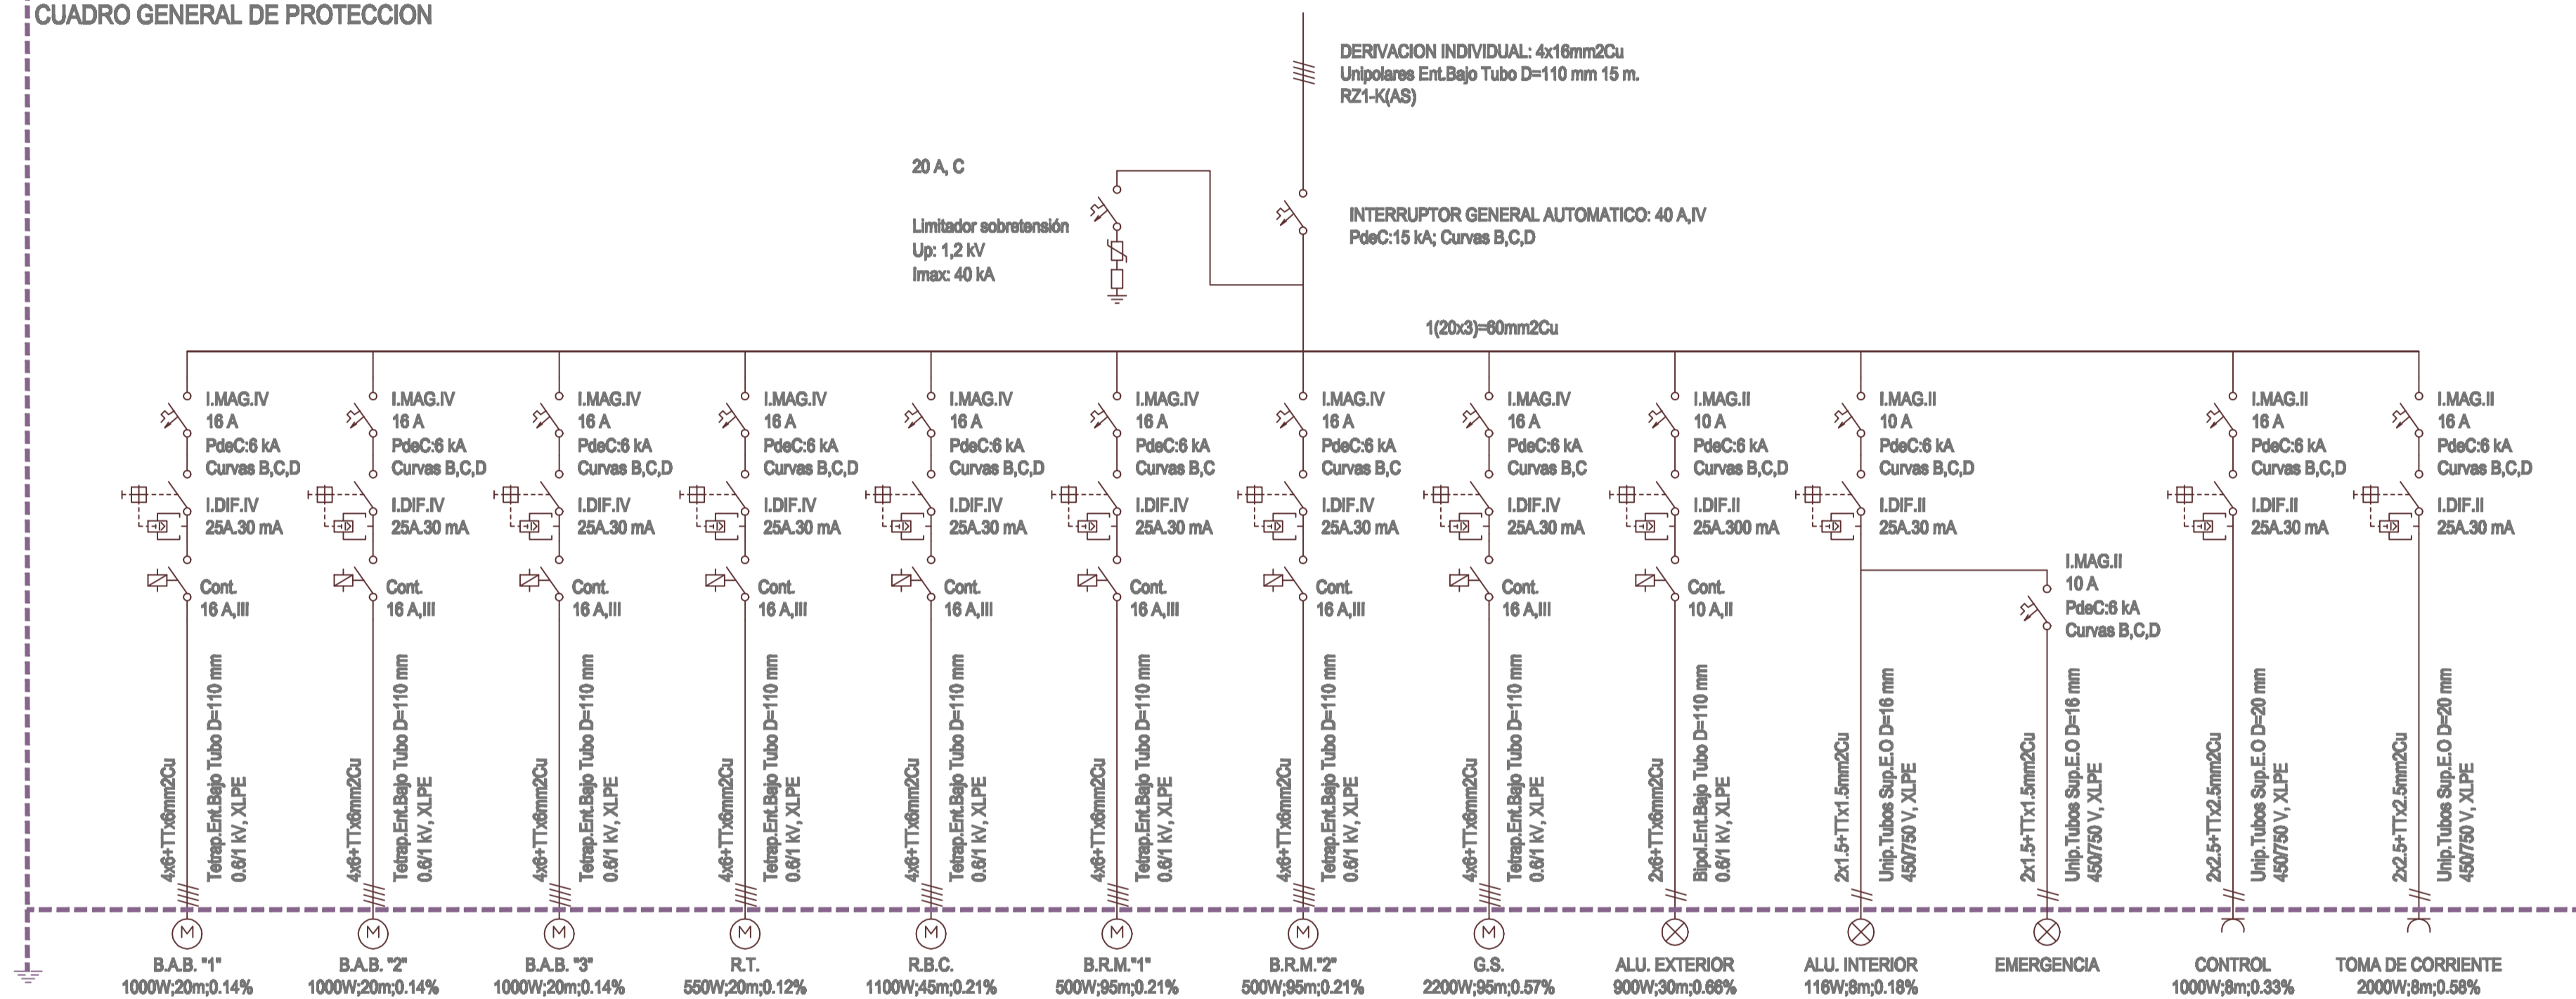 CUADRO GENERAL DE PROTECCION
DERIVACION INDIVIDUAL: 4x16mm2Cu
Unipolares Ent.Bajo Tubo D=110 mm 15 m.
RZ1-K(AS)
20 A, C
Limitador sobretensión
Up: 1,2 kV
Imax: 40 kA
INTERRUPTOR GENERAL AUTOMATICO: 40 A,IV
PdeC:15 kA; Curvas B,C,D
1(20x3)=60mm2Cu
I.MAG.IV
16 A
PdeC:6 kA
Curvas B,C,D
I.DIF.IV
25A.30 mA
Cont.
16 A,III
4x6+TTx6mm2Cu
Tetrap.Ent.Bajo Tubo D=110 mm
0.6/1 kV, XLPE
M
B.A.B. "1"
1000W;20m;0.14%
I.MAG.IV
16 A
PdeC:6 kA
Curvas B,C,D
I.DIF.IV
25A.30 mA
Cont.
16 A,III
4x6+TTx6mm2Cu
Tetrap.Ent.Bajo Tubo D=110 mm
0.6/1 kV, XLPE
M
B.A.B. "2"
1000W;20m;0.14%
I.MAG.IV
16 A
PdeC:6 kA
Curvas B,C,D
I.DIF.IV
25A.30 mA
Cont.
16 A,III
4x6+TTx6mm2Cu
Tetrap.Ent.Bajo Tubo D=110 mm
0.6/1 kV, XLPE
M
B.A.B. "3"
1000W;20m;0.14%
I.MAG.IV
16 A
PdeC:6 kA
Curvas B,C,D
I.DIF.IV
25A.30 mA
Cont.
16 A,III
4x6+TTx6mm2Cu
Tetrap.Ent.Bajo Tubo D=110 mm
0.6/1 kV, XLPE
M
R.T.
550W;20m;0.12%
I.MAG.IV
16 A
PdeC:6 kA
Curvas B,C,D
I.DIF.IV
25A.30 mA
Cont.
16 A,III
4x6+TTx6mm2Cu
Tetrap.Ent.Bajo Tubo D=110 mm
0.6/1 kV, XLPE
M
R.B.C.
1100W;45m;0.21%
I.MAG.IV
16 A
PdeC:6 kA
Curvas B,C
I.DIF.IV
25A.30 mA
Cont.
16 A,III
4x6+TTx6mm2Cu
Tetrap.Ent.Bajo Tubo D=110 mm
0.6/1 kV, XLPE
M
B.R.M."1"
500W;95m;0.21%
I.MAG.IV
16 A
PdeC:6 kA
Curvas B,C
I.DIF.IV
25A.30 mA
Cont.
16 A,III
4x6+TTx6mm2Cu
Tetrap.Ent.Bajo Tubo D=110 mm
0.6/1 kV, XLPE
M
B.R.M."2"
500W;95m;0.21%
I.MAG.IV
16 A
PdeC:6 kA
Curvas B,C
I.DIF.IV
25A.30 mA
Cont.
16 A,III
4x6+TTx6mm2Cu
Tetrap.Ent.Bajo Tubo D=110 mm
0.6/1 kV, XLPE
M
G.S.
2200W;95m;0.57%
I.MAG.II
10 A
PdeC:6 kA
Curvas B,C,D
I.DIF.II
25A.300 mA
Cont.
10 A,II
2x6+TTx6mm2Cu
Bipol.Ent.Bajo Tubo D=110 mm
0.6/1 kV, XLPE
ALU. EXTERIOR
900W;30m;0.66%
I.MAG.II
10 A
PdeC:6 kA
Curvas B,C,D
I.DIF.II
25A.30 mA
2x1.5+TTx1.5mm2Cu
Unip.Tubos Sup.E.O D=16 mm
450/750 V, XLPE
ALU. INTERIOR
116W;8m;0.18%
I.MAG.II
10 A
PdeC:6 kA
Curvas B,C,D
2x1.5+TTx1.5mm2Cu
Unip.Tubos Sup.E.O D=16 mm
450/750 V, XLPE
EMERGENCIA
I.MAG.II
16 A
PdeC:6 kA
Curvas B,C,D
I.DIF.II
25A.30 mA
2x2.5+TTx2.5mm2Cu
Unip.Tubos Sup.E.O D=20 mm
450/750 V, XLPE
CONTROL
1000W;8m;0.33%
I.MAG.II
16 A
PdeC:6 kA
Curvas B,C,D
I.DIF.II
25A.30 mA
2x2.5+TTx2.5mm2Cu
Unip.Tubos Sup.E.O D=20 mm
450/750 V, XLPE
TOMA DE CORRIENTE
2000W;8m;0.58%